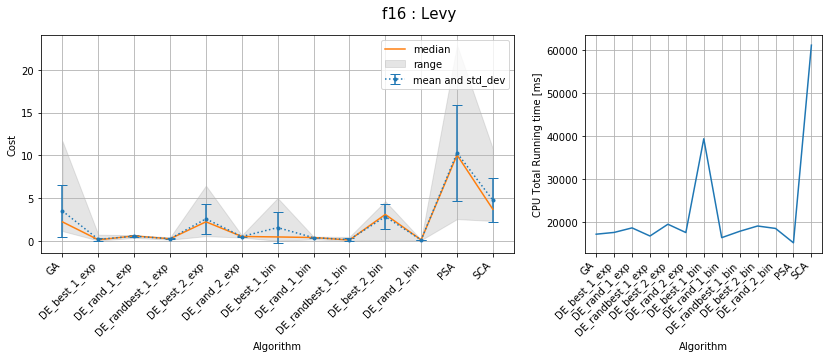 f16 : Levy
Cost
20
15
10
5
0
median
range
mean and std_dev
GA
DE_best_1_exp
DE_rand_1_exp
DE_randbest_1_exp
DE_best_2_exp
DE_rand_2_exp
DE_best_1_bin
DE_rand_1_bin
DE_randbest_1_bin
DE_best_2_bin
DE_rand_2_bin
PSA
SCA
Algorithm
CPU Total Running time [ms]
60000
50000
40000
30000
20000
GA
DE_best_1_exp
DE_rand_1_exp
DE_randbest_1_exp
DE_best_2_exp
DE_rand_2_exp
DE_best_1_bin
DE_rand_1_bin
DE_randbest_1_bin
DE_best_2_bin
DE_rand_2_bin
PSA
SCA
Algorithm